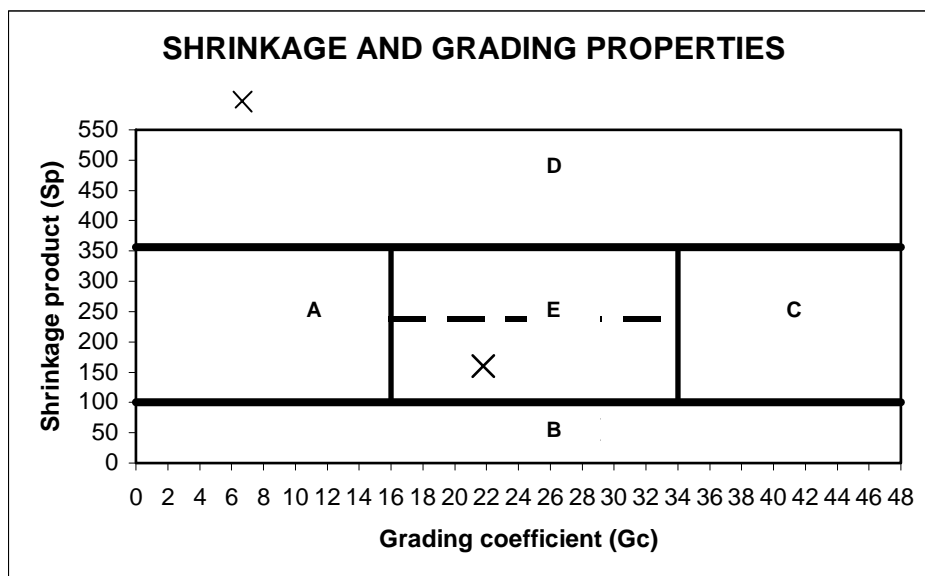 SHRINKAGE AND GRADING PROPERTIES
Shrinkage product (Sp)
550
500
450
400
350
300
250
200
150
100
50
0
D
A
E
C
B
0 2 4 6 8 10 12 14 16 18 20 22 24 26 28 30 32 34 36 38 40 42 44 46 48
Grading coefficient (Gc)